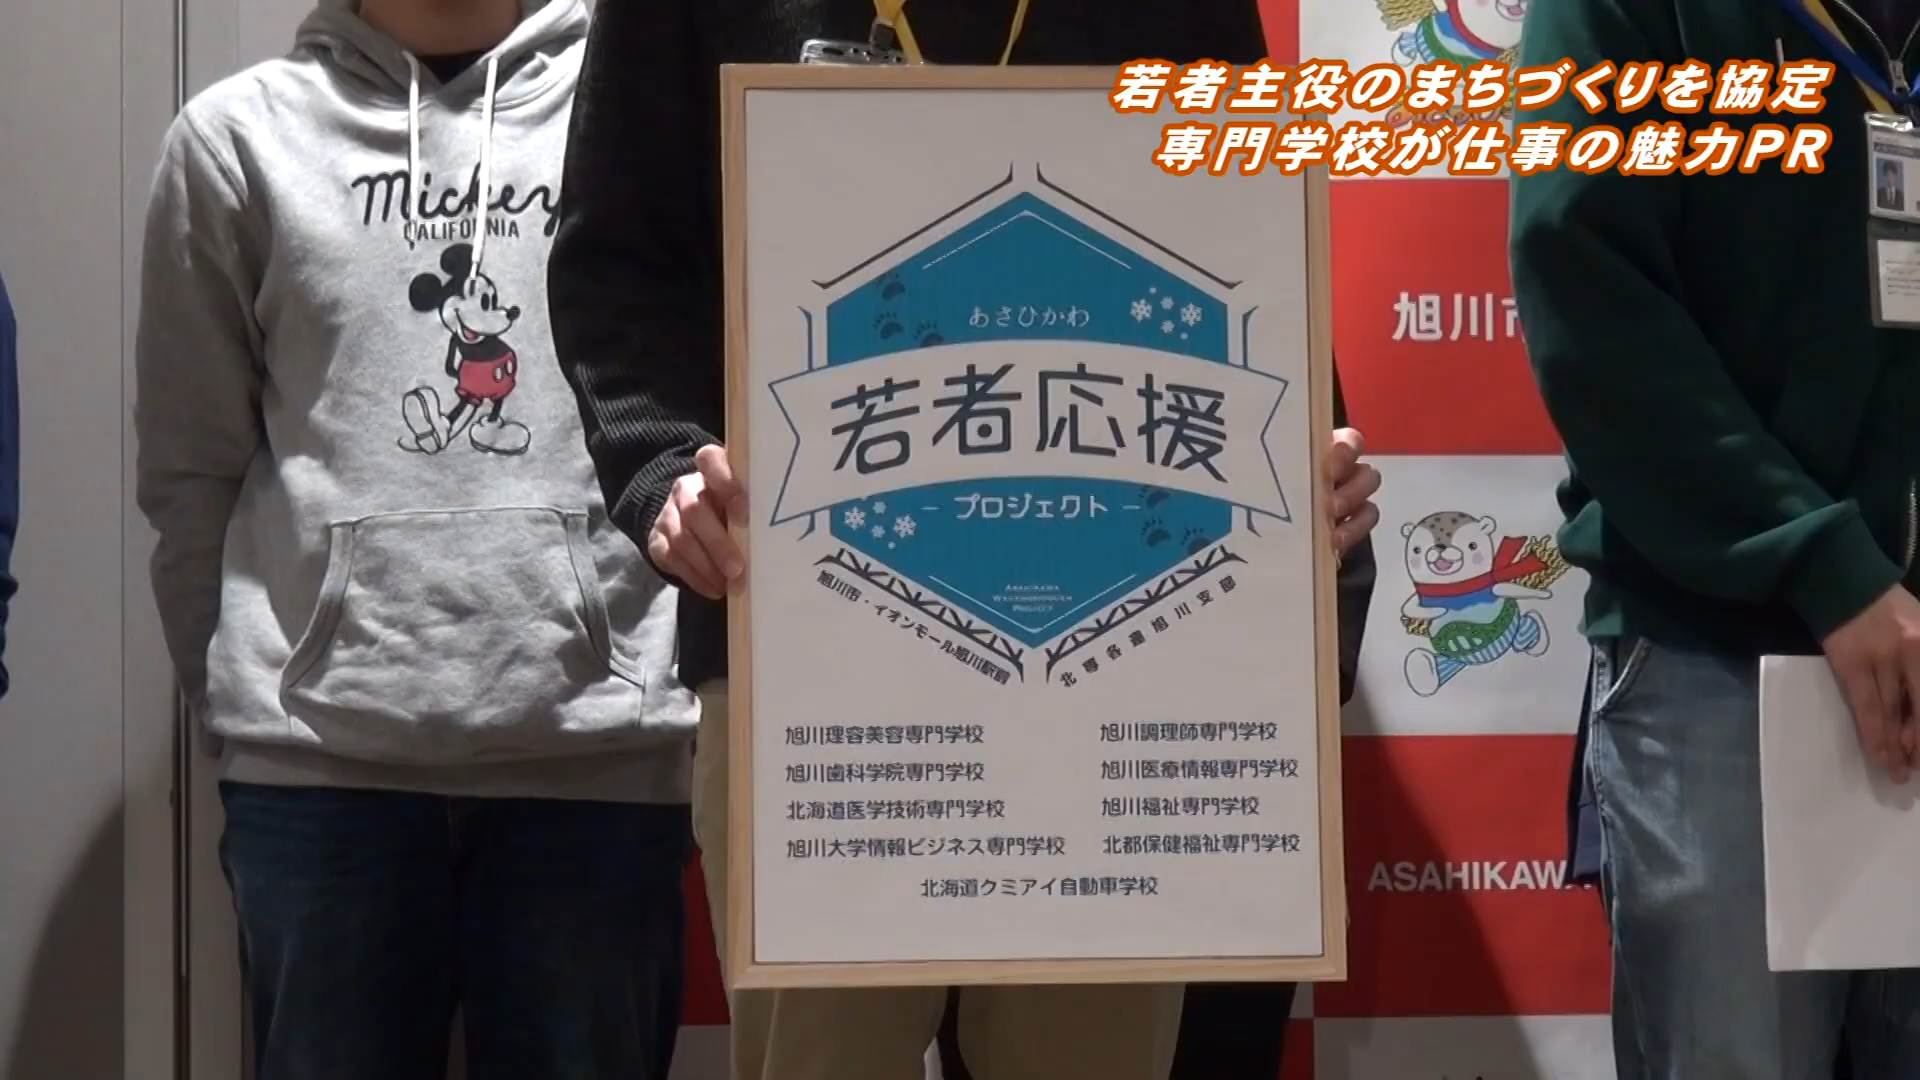 若者主役のまちづくりを協定
専門学校が仕事の魅力PR
Mickey
CALIFORNIA
あさひかわ
若者応援
－プロジェクト－
旭川市・イオンモール旭川駅前
北専各連旭川支部
旭川理容美容専門学校
旭川調理師専門学校
旭川歯科学院専門学校
旭川医療情報専門学校
北海道医学技術専門学校
旭川福祉専門学校
旭川大学情報ビジネス専門学校
北都保健福祉専門学校
北海道クミアイ自動車学校
旭川市
ASAHIKAWA